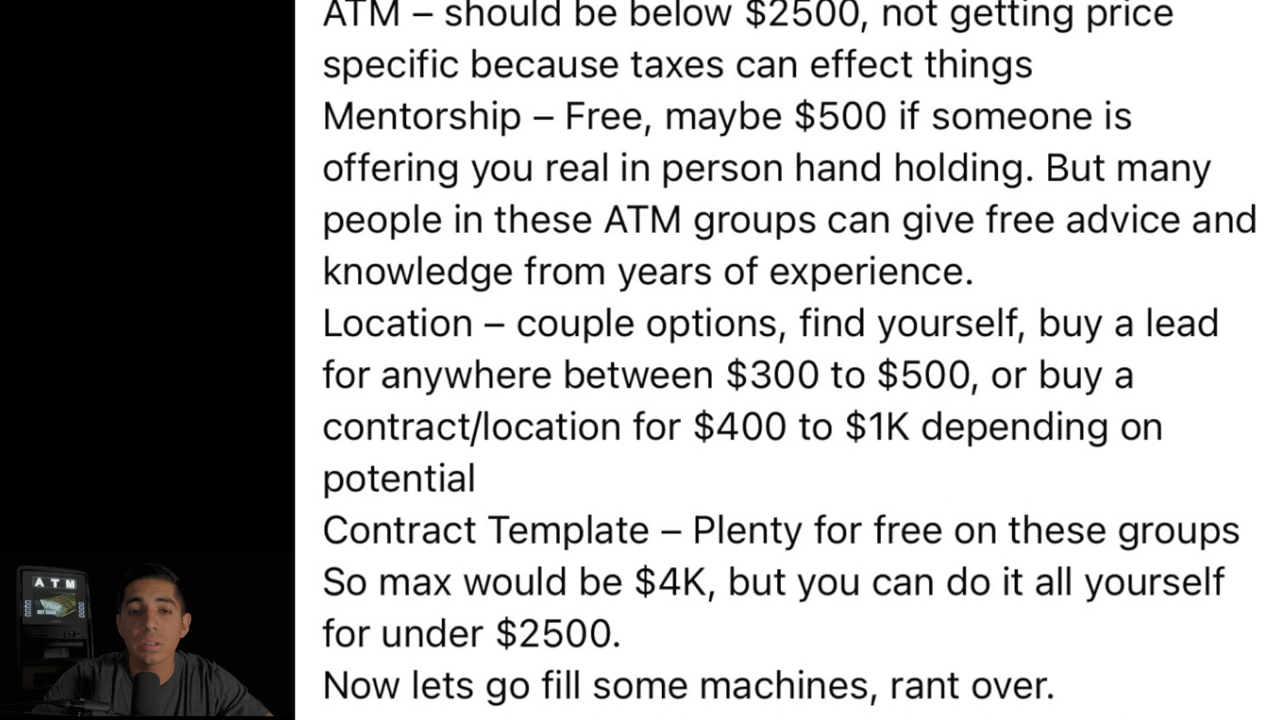 ATM – should be below $2500, not getting price
specific because taxes can effect things
Mentorship – Free, maybe $500 if someone is
offering you real in person hand holding. But many
people in these ATM groups can give free advice and
knowledge from years of experience.
Location – couple options, find yourself, buy a lead
for anywhere between $300 to $500, or buy a
contract/location for $400 to $1K depending on
potential
Contract Template – Plenty for free on these groups
So max would be $4K, but you can do it all yourself
for under $2500.
Now lets go fill some machines, rant over.
ATM